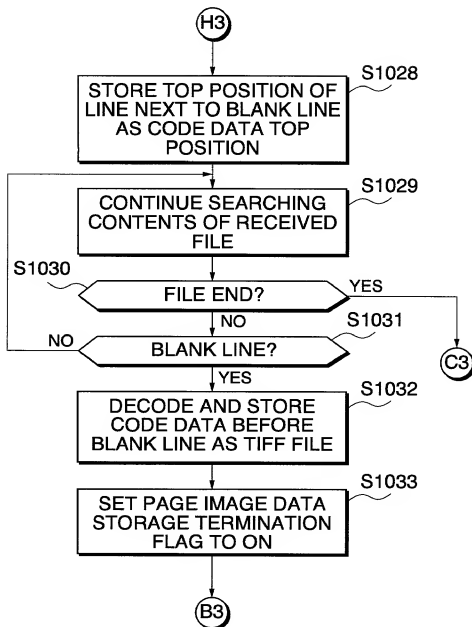 H3
S1028
STORE TOP POSITION OF
LINE NEXT TO BLANK LINE
AS CODE DATA TOP
POSITION
S1029
CONTINUE SEARCHING
CONTENTS OF RECEIVED
FILE
S1030
FILE END?
YES
NO
S1031
NO
BLANK LINE?
C3
YES
S1032
DECODE AND STORE
CODE DATA BEFORE
BLANK LINE AS TIFF FILE
S1033
SET PAGE IMAGE DATA
STORAGE TERMINATION
FLAG TO ON
B3